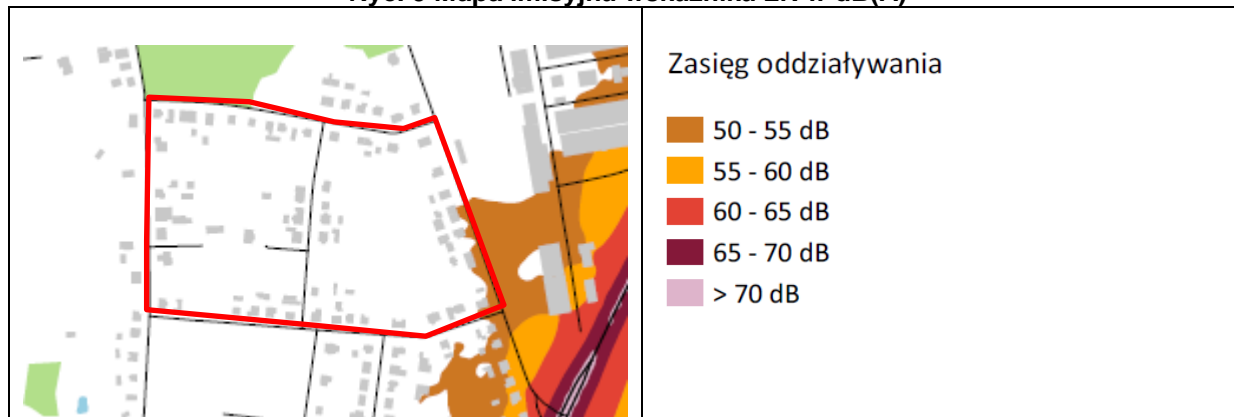 Zasięg oddziaływania
50 - 55 dB
55 - 60 dB
60 - 65 dB
65 - 70 dB
> 70 dB